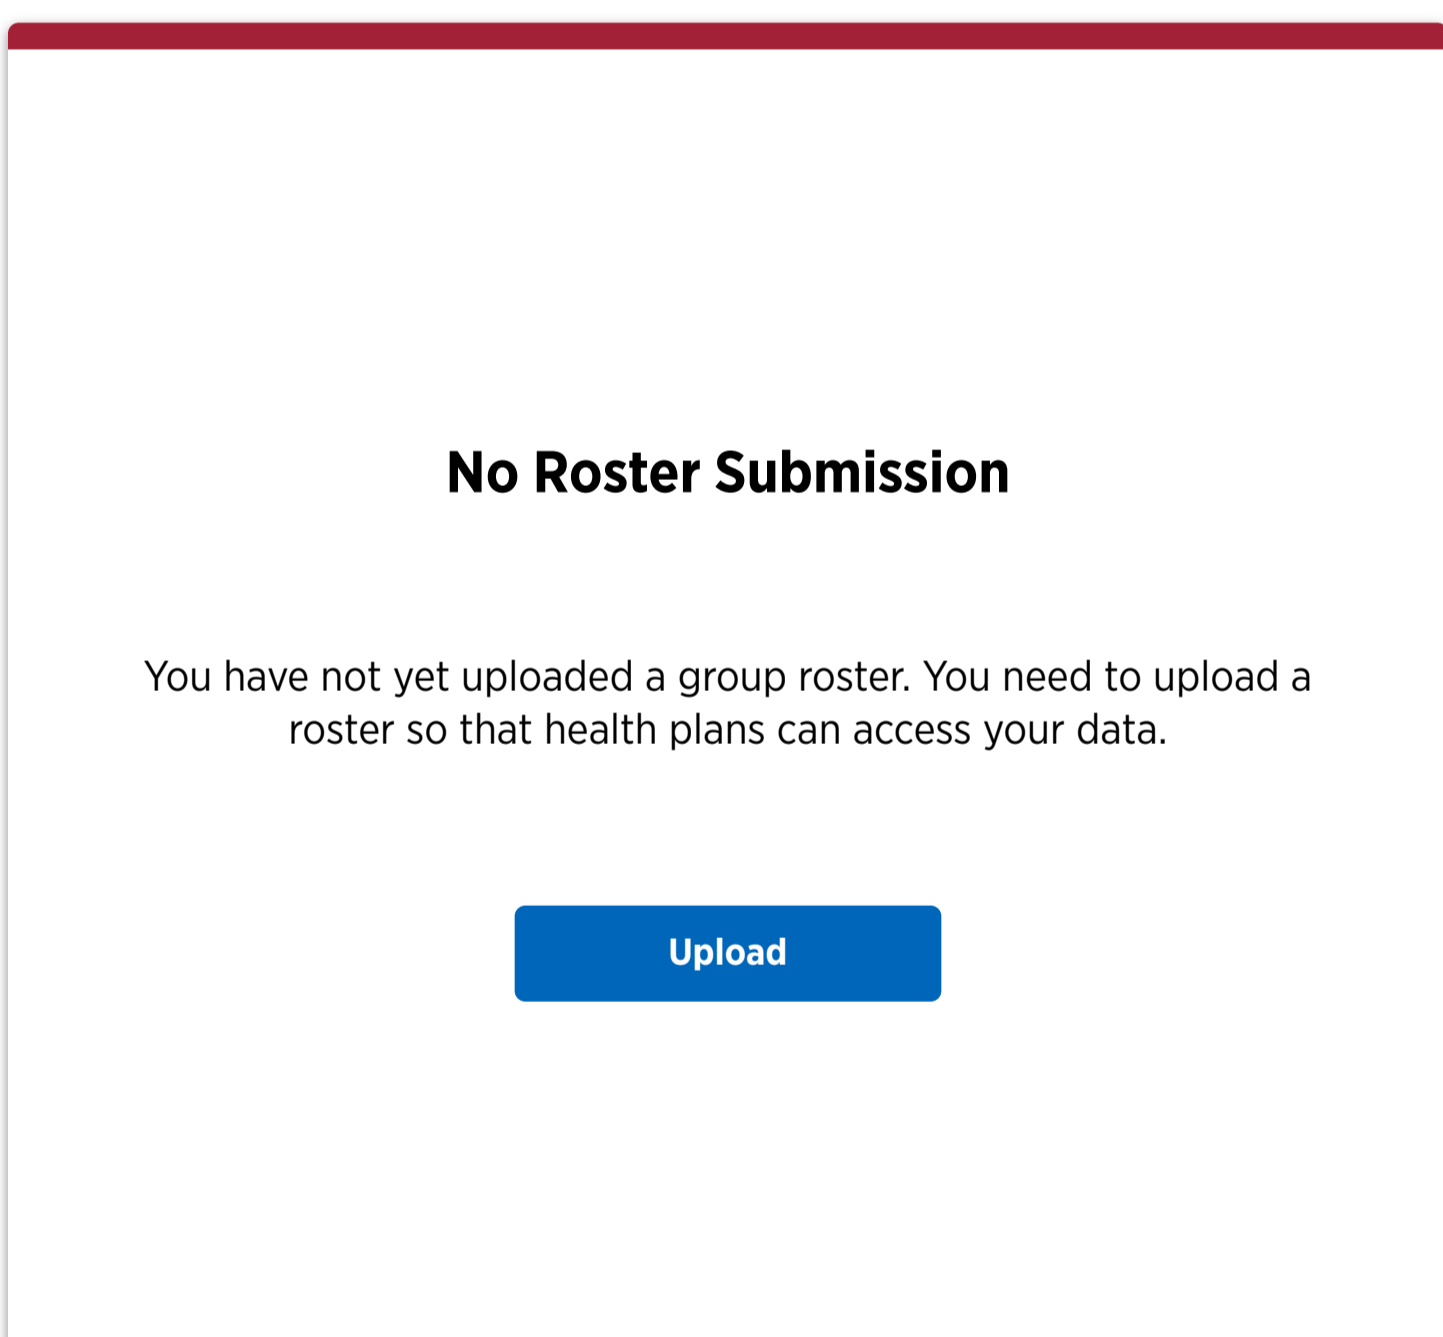 No Roster Submission
You have not yet uploaded a group roster. You need to upload a
roster so that health plans can access your data.
Upload